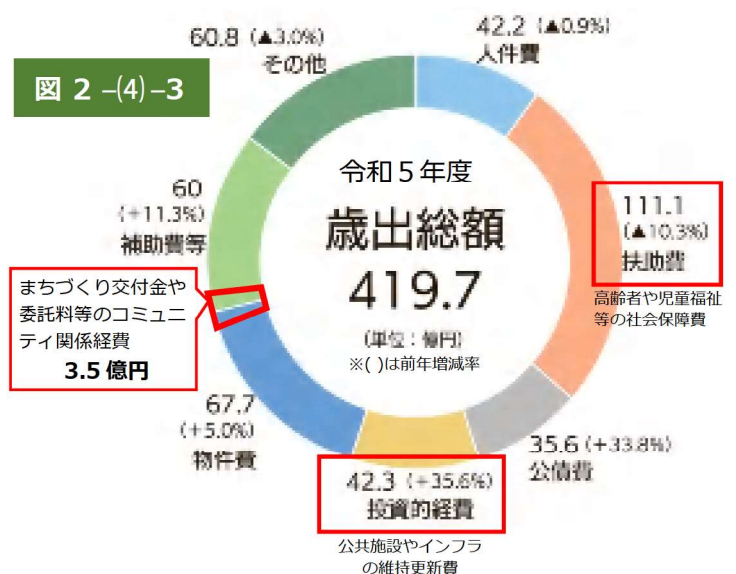 図 2 –⑷–3
42.2 (▲0.9%)
人件費
60.8 (▲3.0%)
その他
令和5年度
歳出総額
419.7
(単位：億円)
※( )は前年増減率
111.1
(▲10.3%)
扶助費
高齢者や児童福祉
等の社会保障費
60
(+11.3%)
補助費等
まちづくり交付金や
委託料等のコミュニ
ティ関係経費
3.5 億円
67.7
(+5.0%)
物件費
35.6 (+33.8%)
公債費
42.3 (+35.6%)
投資的経費
公共施設やインフラ
の維持更新費